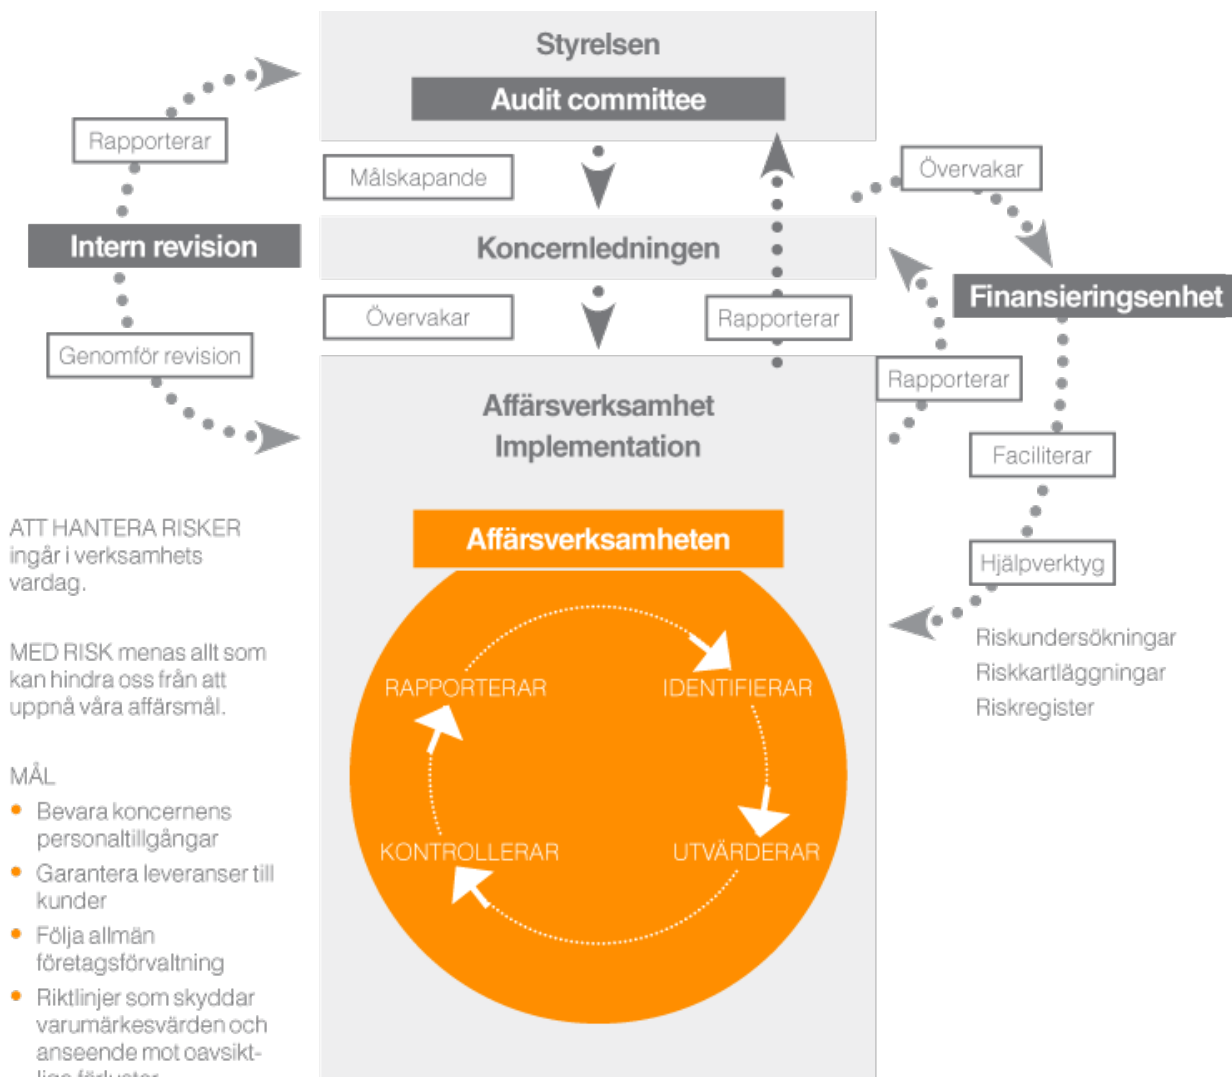 Styrelsen
Audit committee
Rapporterar
Målskapande
Övervakar
Intern revision
Koncernledningen
Finansieringsenhet
Övervakar
Rapporterar
Genomför revision
Rapporterar
Affärsverksamhet
Implementation
Faciliterar
Hjälpverktyg
Riskundersökningar
Riskkartläggningar
Riskregister
Affärsverksamheten
RAPPORTERAR
IDENTIFIERAR
KONTROLLERAR
UTVÄRDERAR
ATT HANTERA RISKER
ingår i verksamhets
vardag.
MED RISK menas allt som
kan hindra oss från att
uppnå våra affärsmål.
MÅL
• Bevara koncernens
personaltillgångar
• Garantera leveranser till
kunder
• Följa allmän
företagsförvaltning
• Riktlinjer som skyddar
varumärkesvärden och
anseende mot oavsikt-